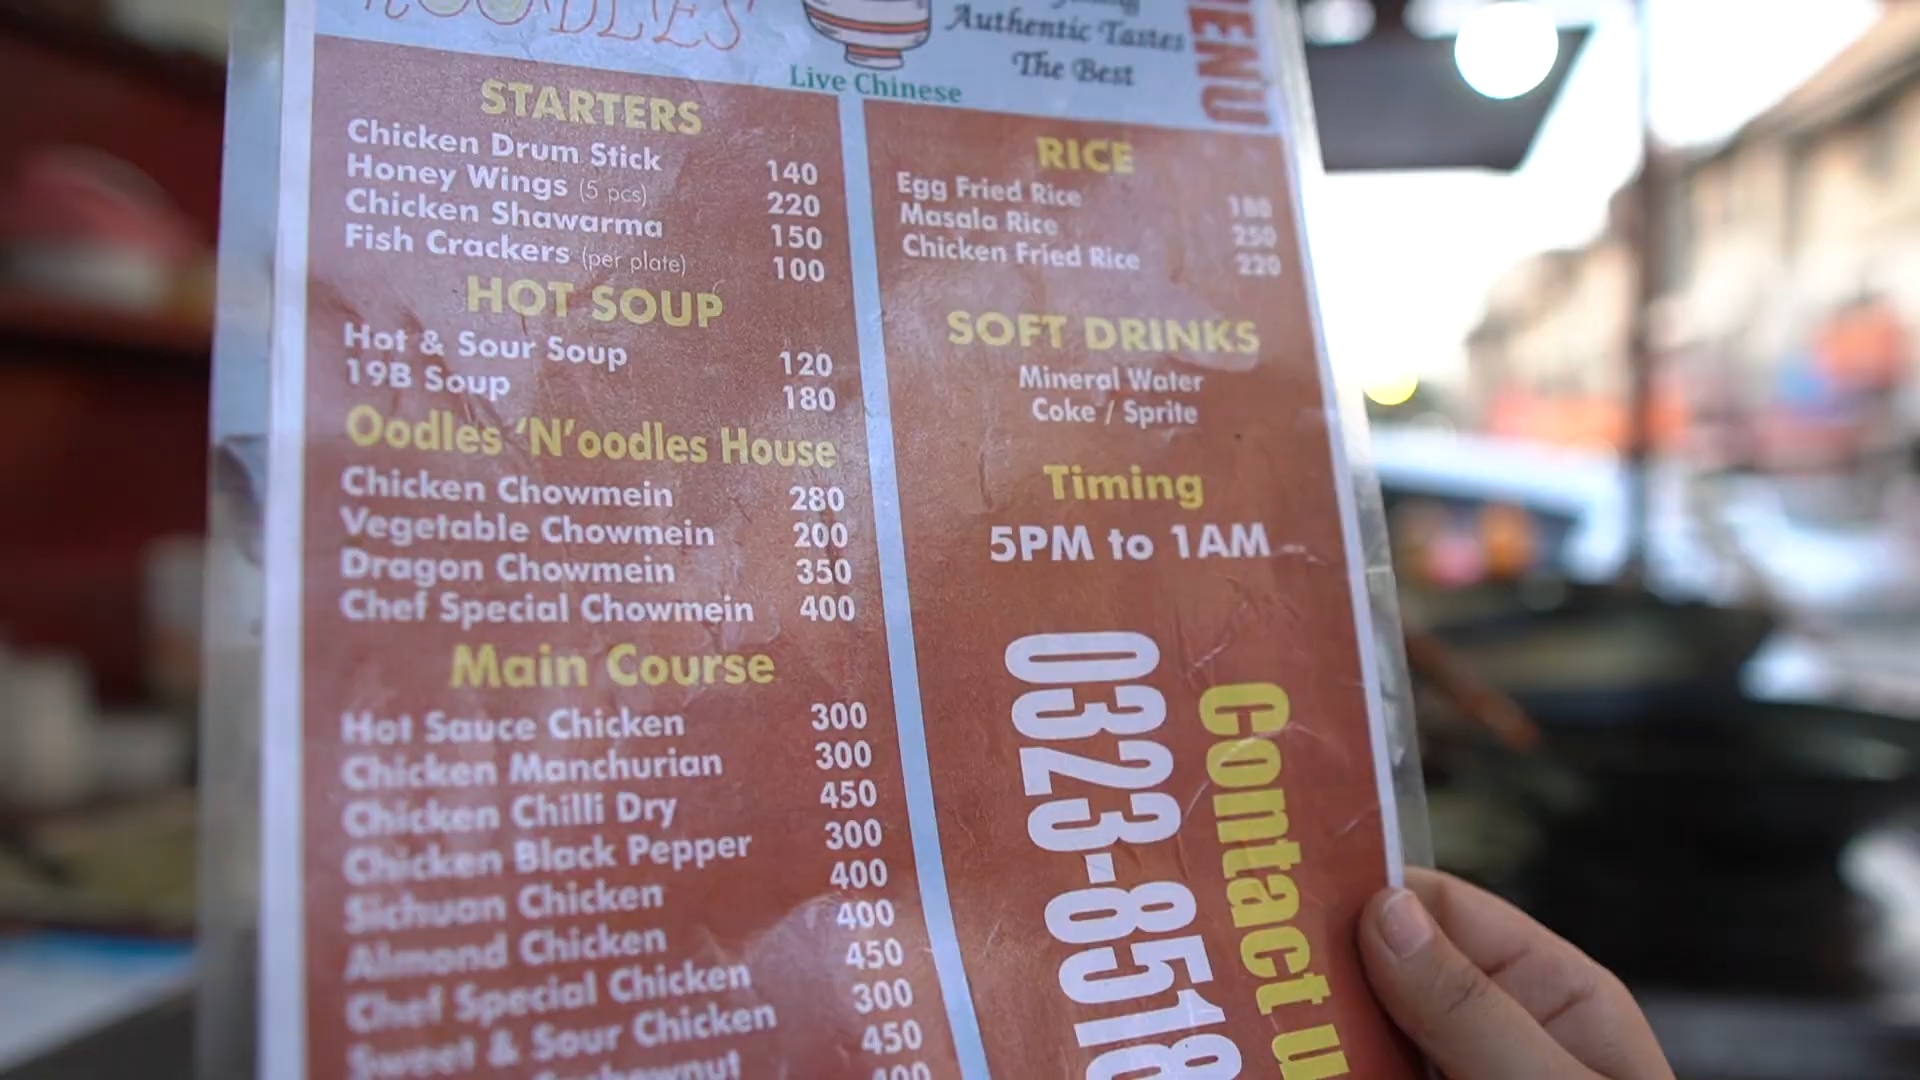 NOODLES
Authentic Tastes
The Best
Live Chinese
MENU
STARTERS
Chicken Drum Stick 140
Honey Wings (5 pcs) 220
Chicken Shawarma 150
Fish Crackers (per plate) 100
HOT SOUP
Hot & Sour Soup 120
19B Soup 180
Oodles 'N'oodles House
Chicken Chowmein 280
Vegetable Chowmein 200
Dragon Chowmein 350
Chef Special Chowmein 400
Main Course
Hot Sauce Chicken 300
Chicken Manchurian 300
Chicken Chilli Dry 450
Chicken Black Pepper 300
Sichuan Chicken 400
Almond Chicken 400
Chef Special Chicken 450
Sweet & Sour Chicken 300
Cashewnut 450
400
RICE
Egg Fried Rice 180
Masala Rice 250
Chicken Fried Rice 220
SOFT DRINKS
Mineral Water
Coke / Sprite
Timing
5PM to 1AM
Contact u
0323-8518